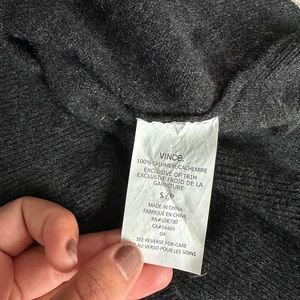 VINCE.
100% CASHMERE/CACHEMIRE
EXCLUSIVE OF TRIM
EXCLUSIVE FROID DE LA
GARNITURE
S / P
MADE IN CHINA
FABRIQUÉ EN CHINE
RN#106730
CA#34460
04
SEE REVERSE FOR CARE
AU VERSO POUR LES SOINS